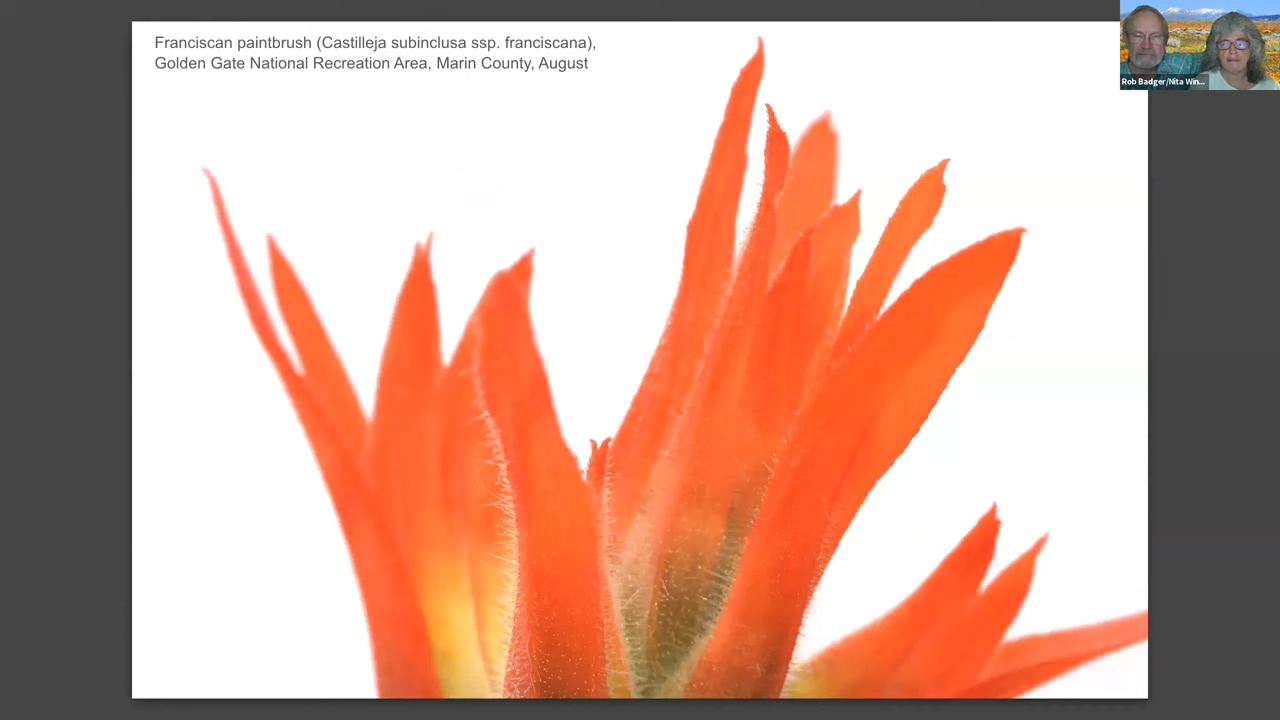 Franciscan paintbrush (Castilleja subinclusa ssp. franciscana),
Golden Gate National Recreation Area, Marin County, August
Rob Badger/Nita Win...